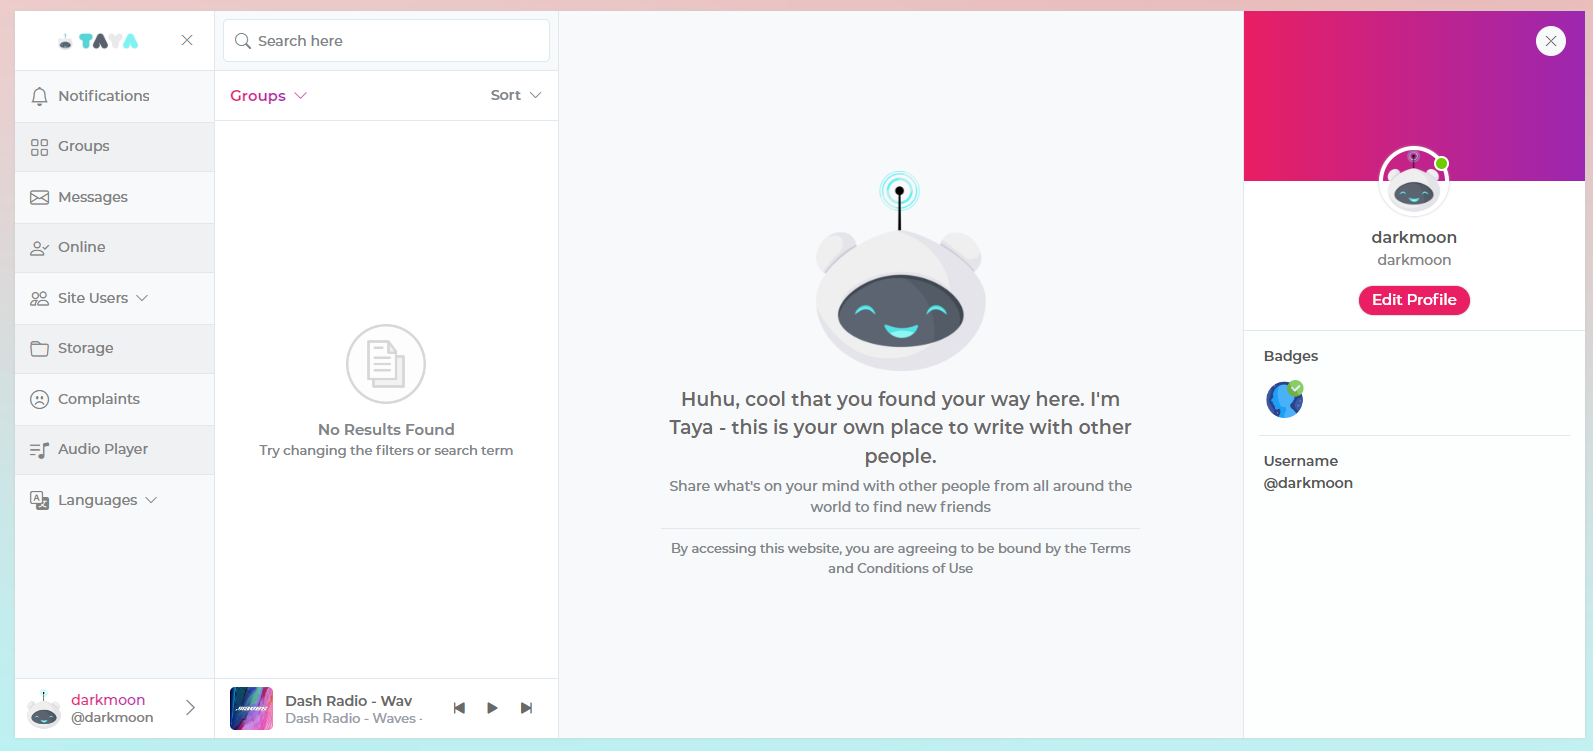 TAYA
Search here
Notifications
Groups
Messages
Online
Site Users
Storage
Complaints
Audio Player
Languages
darkmoon
@darkmoon
Groups
Sort
No Results Found
Try changing the filters or search term
Dash Radio - Wav
Dash Radio - Waves -
Huhu, cool that you found your way here. I'm
Taya - this is your own place to write with other
people.
Share what's on your mind with other people from all around the
world to find new friends
By accessing this website, you are agreeing to be bound by the Terms
and Conditions of Use
darkmoon
darkmoon
Edit Profile
Badges
Username
@darkmoon